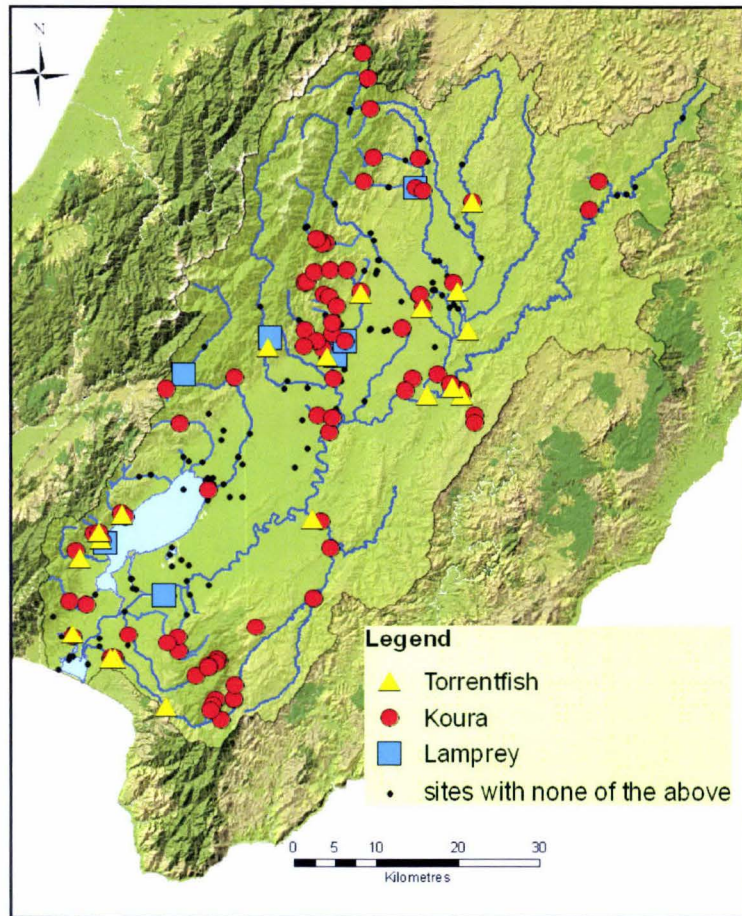 N
Legend
Torrentfish
Koura
Lamprey
sites with none of the above
0 5 10 20 30
Kilometres